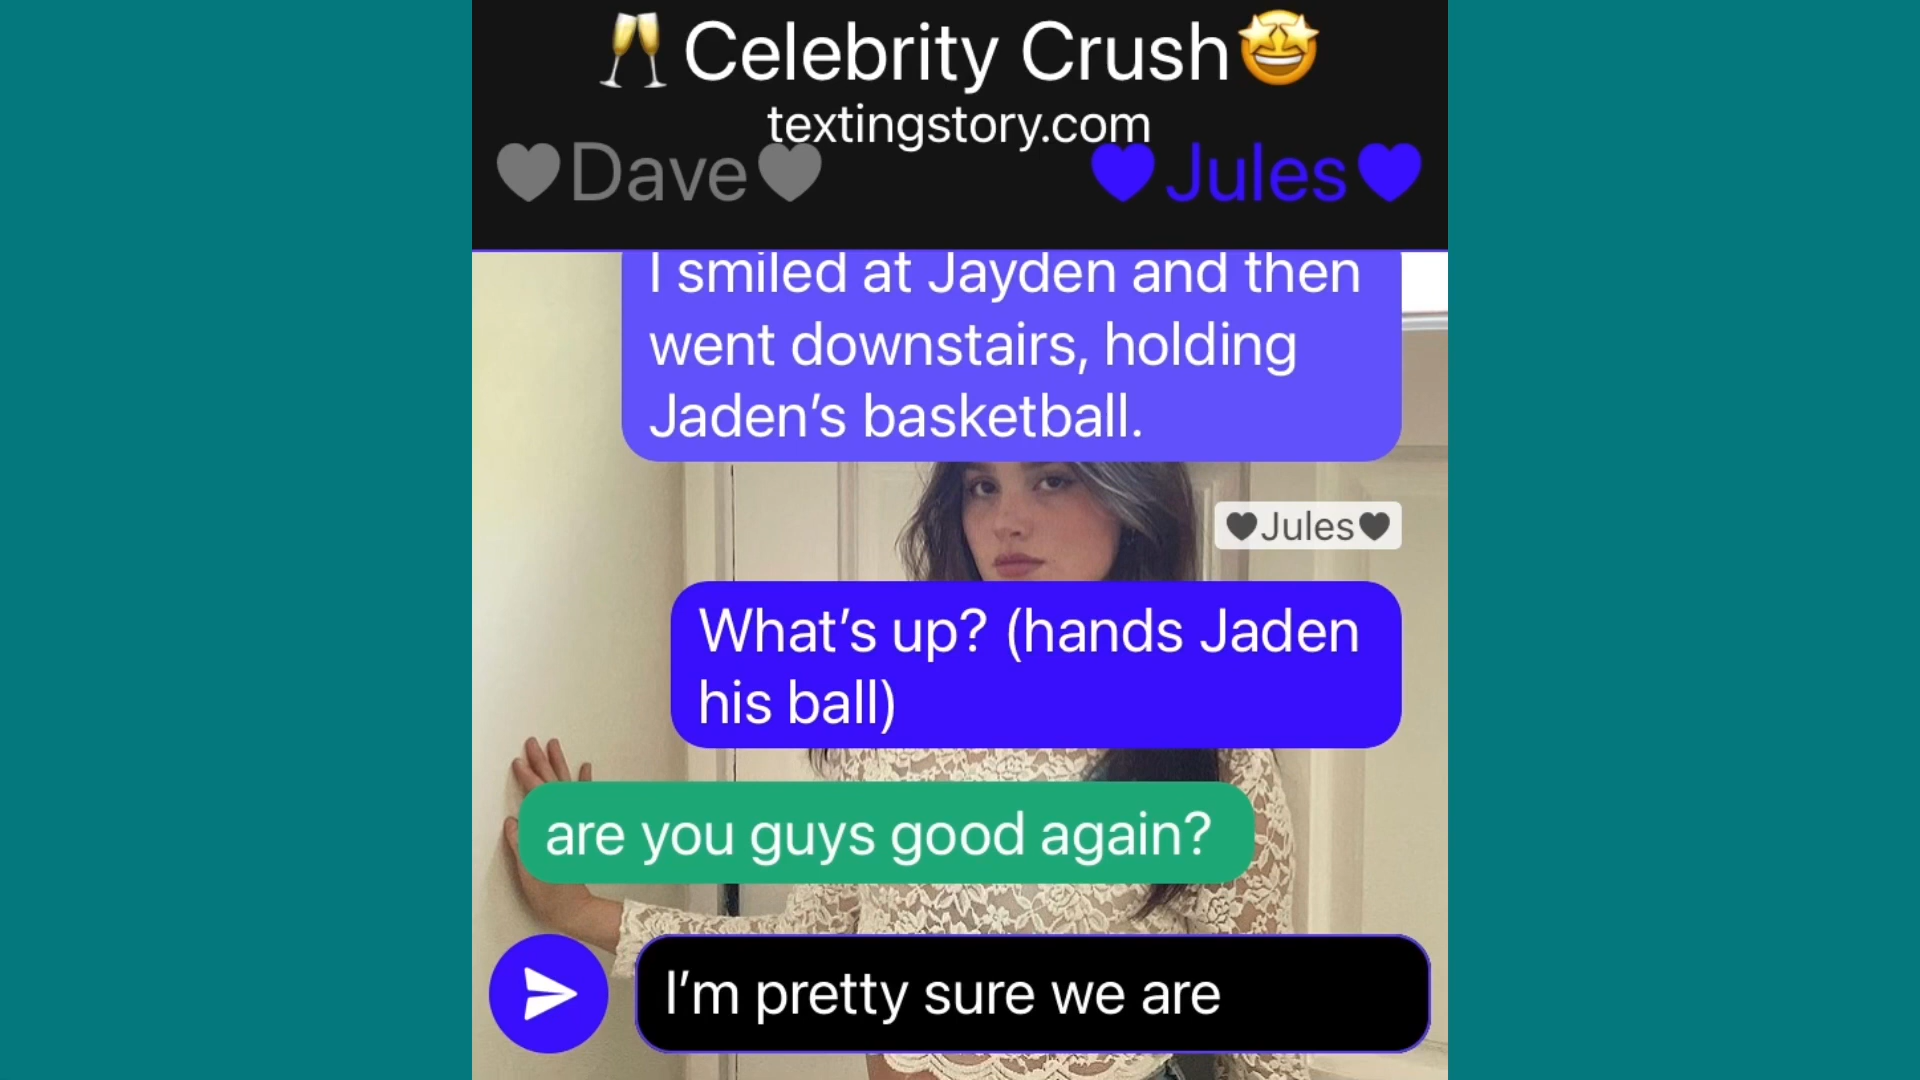 🥂Celebrity Crush🤩
textingstory.com
🖤Dave🖤
💙Jules💙
I smiled at Jayden and then
went downstairs, holding
Jaden’s basketball.
🖤Jules🖤
What’s up? (hands Jaden
his ball)
are you guys good again?
I’m pretty sure we are